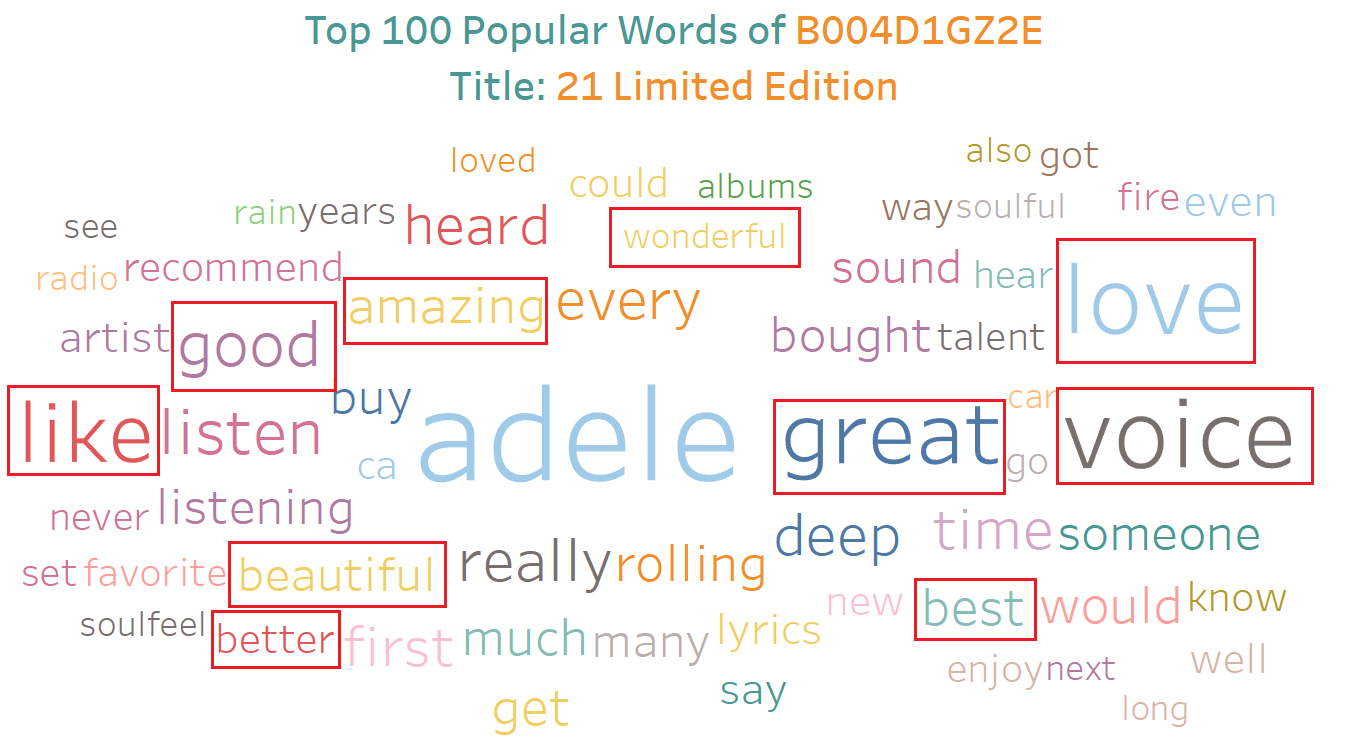 Top 100 Popular Words of B004D1GZ2E
Title: 21 Limited Edition
loved could albums also got
see rain years heard wonderful way soulful fire even
radio recommend amazing every sound hear love
artist good bought talent
like listen buy ca adele great car go voice
never listening deep time someone
set favorite beautiful really rolling
soul feel better first much many lyrics new best would know
get say enjoy next well
long